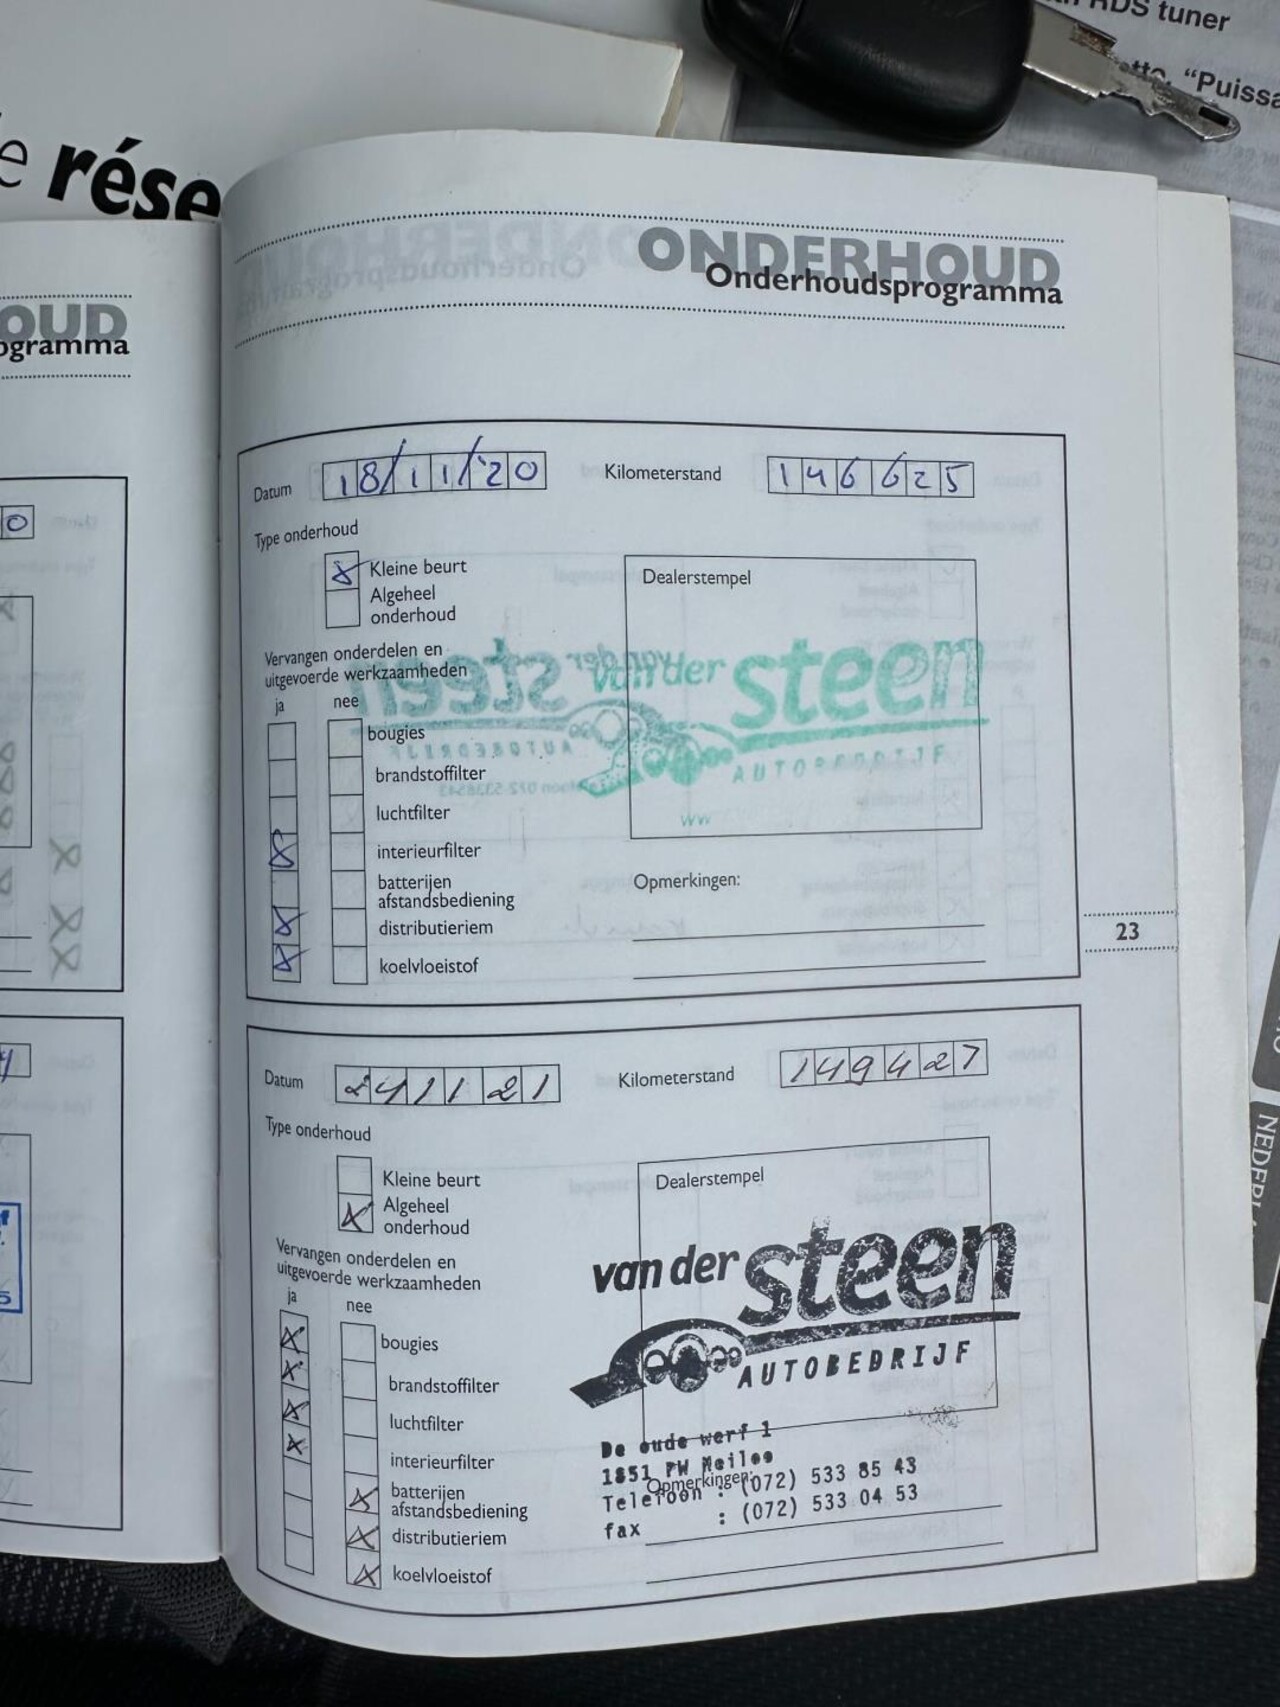 RDS tuner
"Puissa
e rése
OUD
ogramma
ONDERHOUD
Onderhoudsprogramma
Datum 18/11/'20 Kilometerstand 146625
Type onderhoud
Kleine beurt
Algeheel
onderhoud
Dealerstempel
Vervangen onderdelen en
uitgevoerde werkzaamheden
ja nee
van der steen
AUTOBEDRIJF
ww
bougies
brandstoffilter
luchtfilter
interieurfilter
batterijen
afstandsbediening
distributieriem
koelvloeistof
Opmerkingen:
23
Datum 241121 Kilometerstand 149427
Type onderhoud
Kleine beurt
Algeheel
onderhoud
Dealerstempel
Vervangen onderdelen en
uitgevoerde werkzaamheden
ja nee
van der steen
AUTOBEDRIJF
bougies
brandstoffilter
luchtfilter
interieurfilter
batterijen
afstandsbediening
distributieriem
koelvloeistof
De oude werf 1
1851 PW Heiloo
Opmerkingen:
Telefoon : (072) 533 85 43
fax : (072) 533 04 53
NEDERL